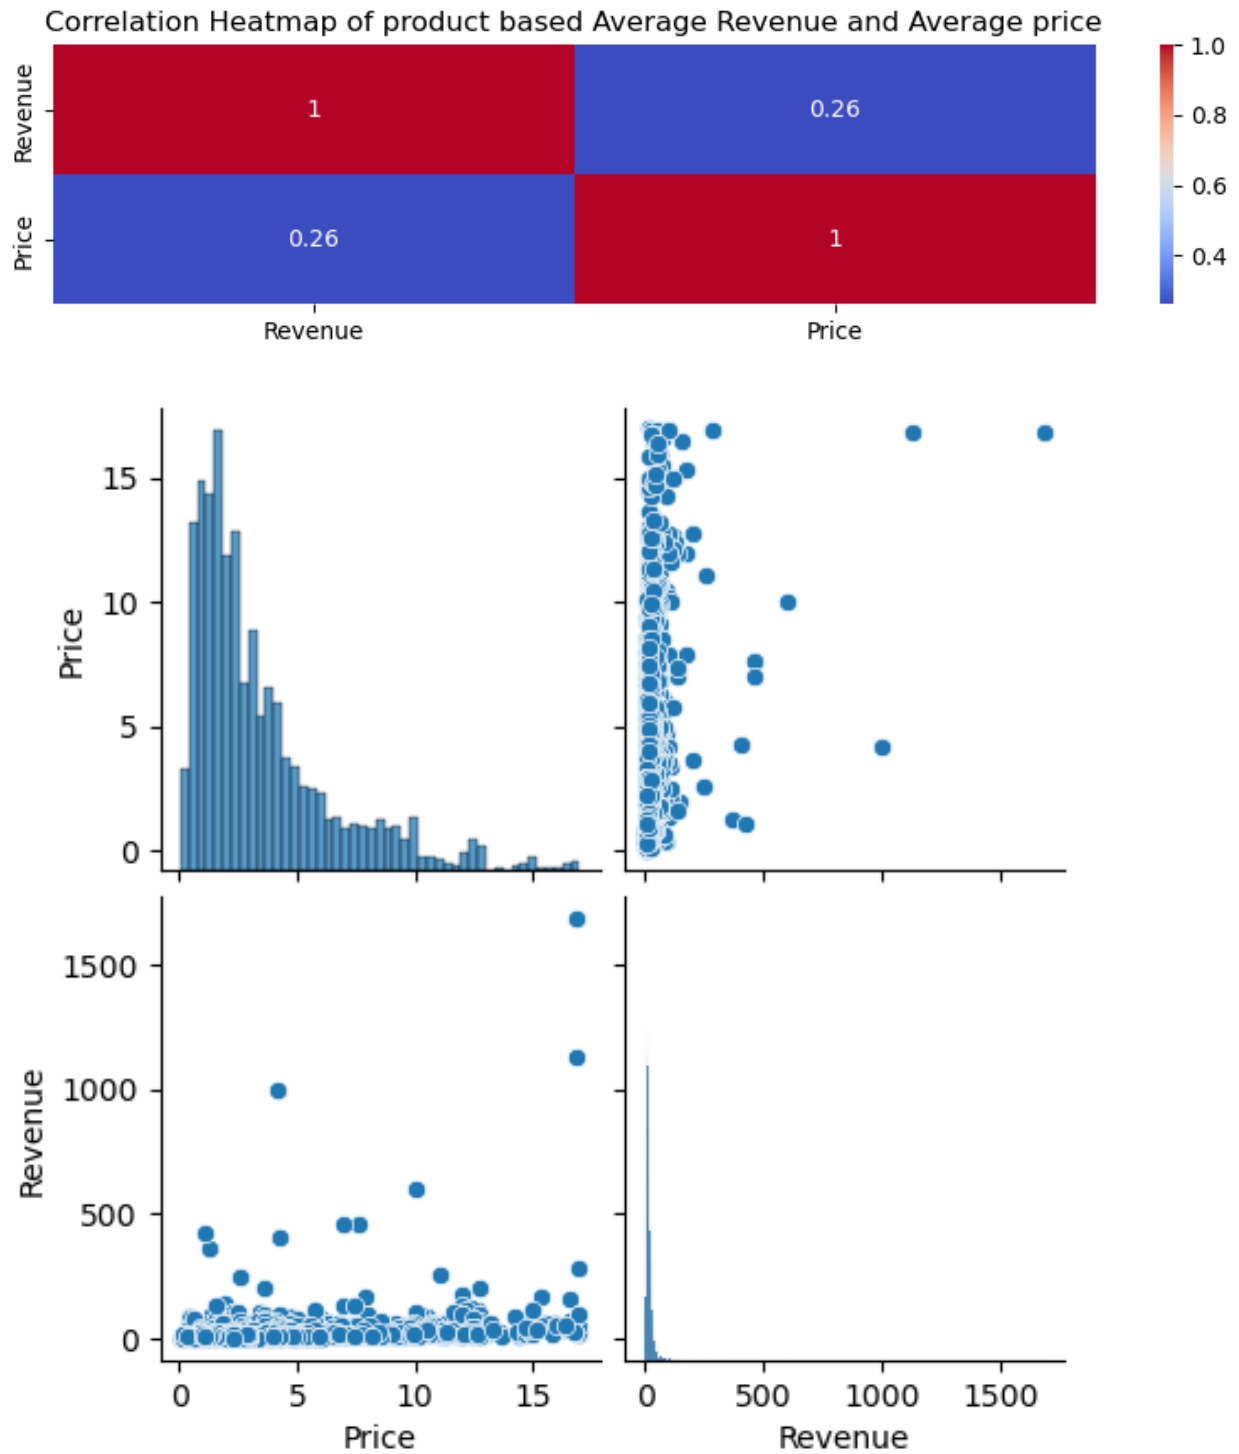 Correlation Heatmap of product based Average Revenue and Average price
Revenue
1
0.26
Price
0.26
1
Revenue
Price
1.0
0.8
0.6
0.4
Price
15
10
5
0
Revenue
1500
1000
500
0
0 5 10 15
Price
0 500 1000 1500
Revenue